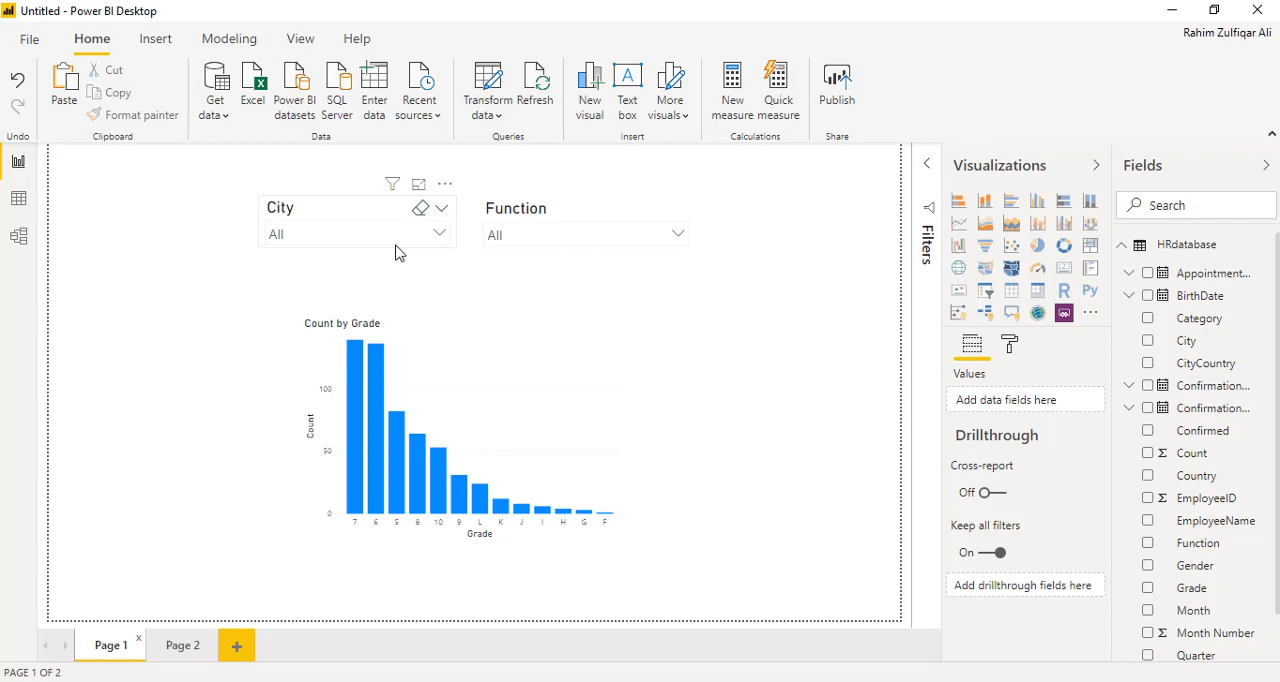 Untitled - Power BI Desktop
Rahim Zulfiqar Ali
File Home Insert Modeling View Help
Undo
Paste
Cut
Copy
Format painter
Clipboard
Get data
Excel
Power BI datasets
SQL Server
Enter data
Recent sources
Data
Transform data
Refresh
Queries
New visual
Text box
More visuals
Insert
New measure
Quick measure
Calculations
Publish
Share
City
All
Function
All
Count by Grade
Count
100
50
0
7 6 5 8 10 9 L K J I H G F
Grade
Filters
Visualizations
R Py
Values
Add data fields here
Drillthrough
Cross-report
Off
Keep all filters
On
Add drillthrough fields here
Fields
Search
HRdatabase
Appointment...
BirthDate
Category
City
CityCountry
Confirmation...
Confirmation...
Confirmed
Σ Count
Country
Σ EmployeeID
EmployeeName
Function
Gender
Grade
Month
Σ Month Number
Quarter
Page 1 x
Page 2
+
PAGE 1 OF 2